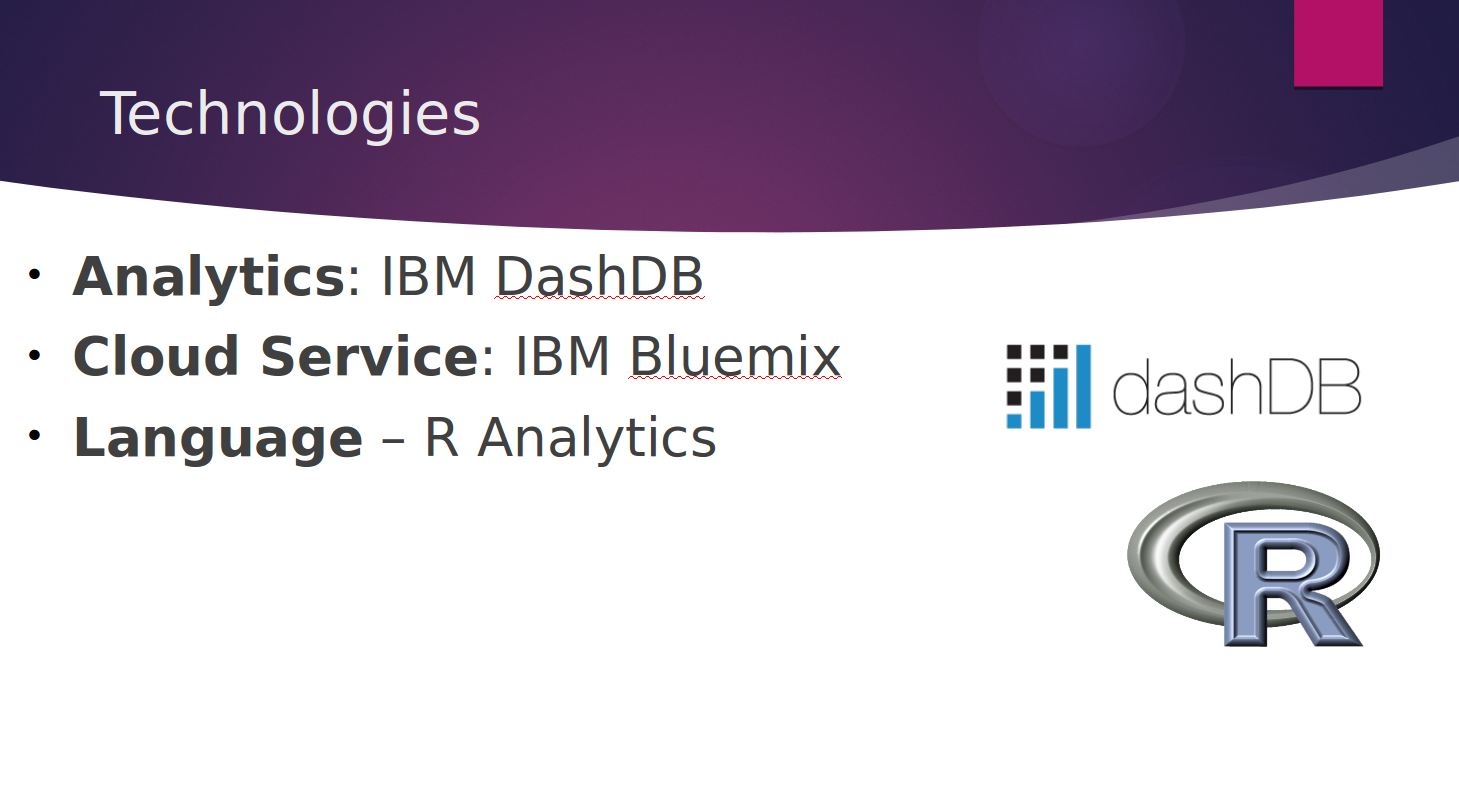 Technologies
• Analytics: IBM DashDB
• Cloud Service: IBM Bluemix
• Language – R Analytics
dashDB
R